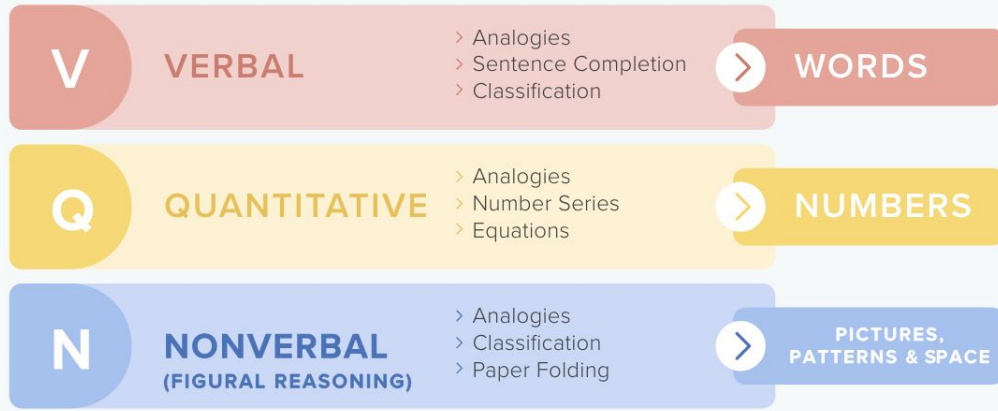 V
VERBAL
> Analogies
> Sentence Completion
> Classification
> WORDS
Q
QUANTITATIVE
> Analogies
> Number Series
> Equations
> NUMBERS
N
NONVERBAL
(FIGURAL REASONING)
> Analogies
> Classification
> Paper Folding
> PICTURES,
PATTERNS & SPACE